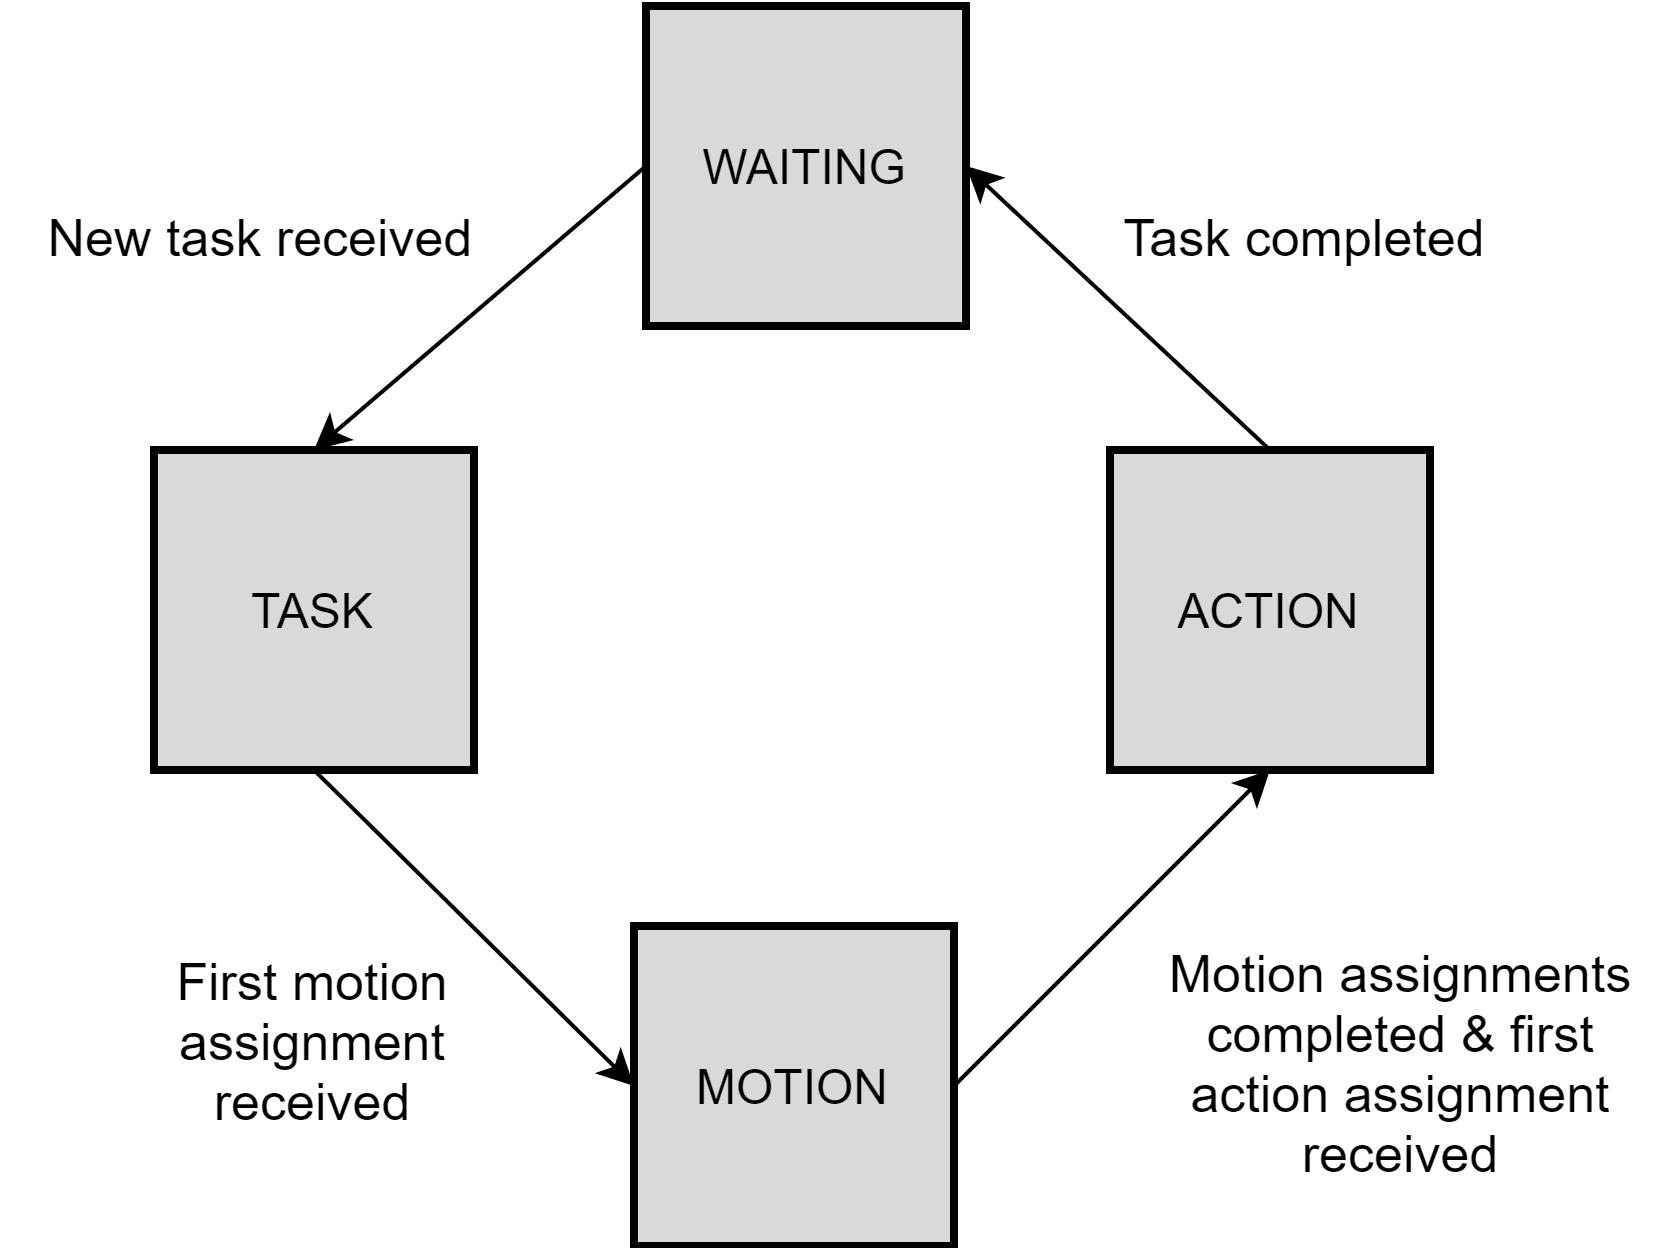 WAITING
New task received
Task completed
TASK
ACTION
First motion
assignment
received
MOTION
Motion assignments
completed & first
action assignment
received